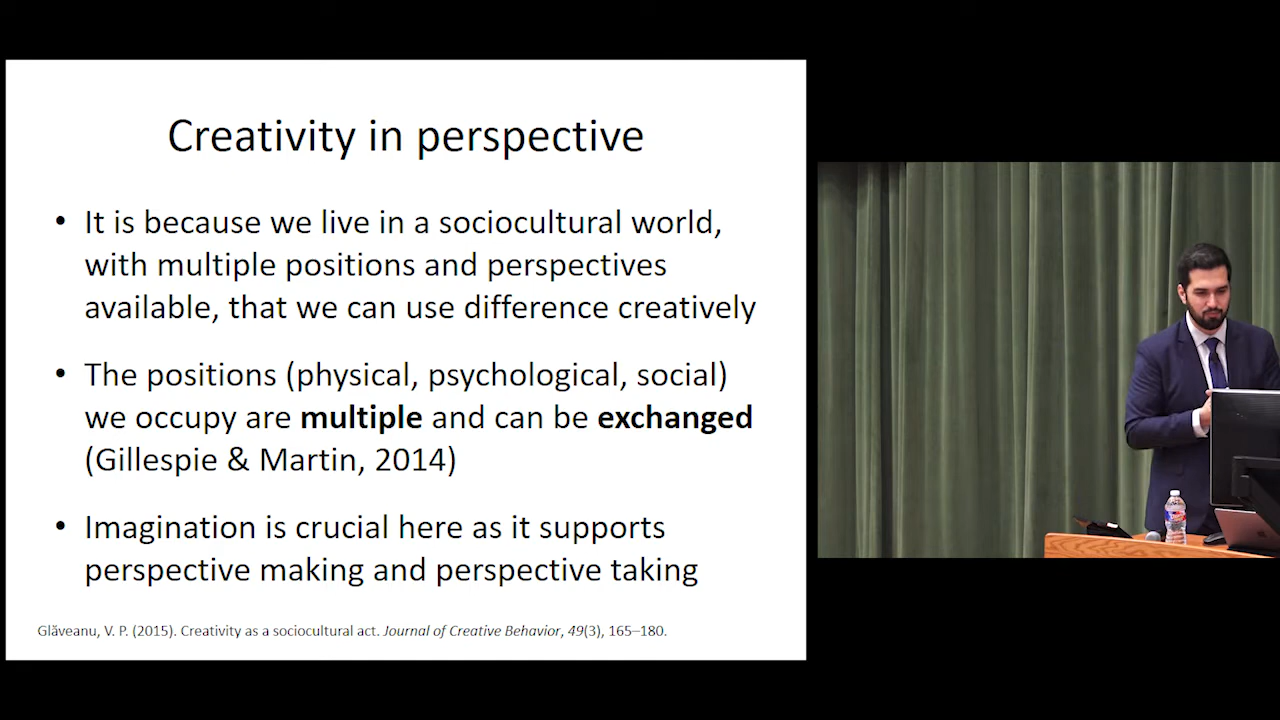 Creativity in perspective
• It is because we live in a sociocultural world,
with multiple positions and perspectives
available, that we can use difference creatively
• The positions (physical, psychological, social)
we occupy are multiple and can be exchanged
(Gillespie & Martin, 2014)
• Imagination is crucial here as it supports
perspective making and perspective taking
Glăveanu, V. P. (2015). Creativity as a sociocultural act. Journal of Creative Behavior, 49(3), 165–180.